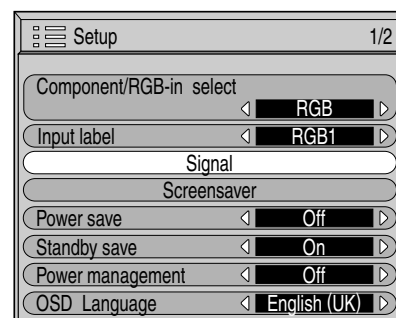 Setup 1/2
Component/RGB-in select
RGB
Input label RGB1
Signal
Screensaver
Power save Off
Standby save On
Power management Off
OSD Language English (UK)